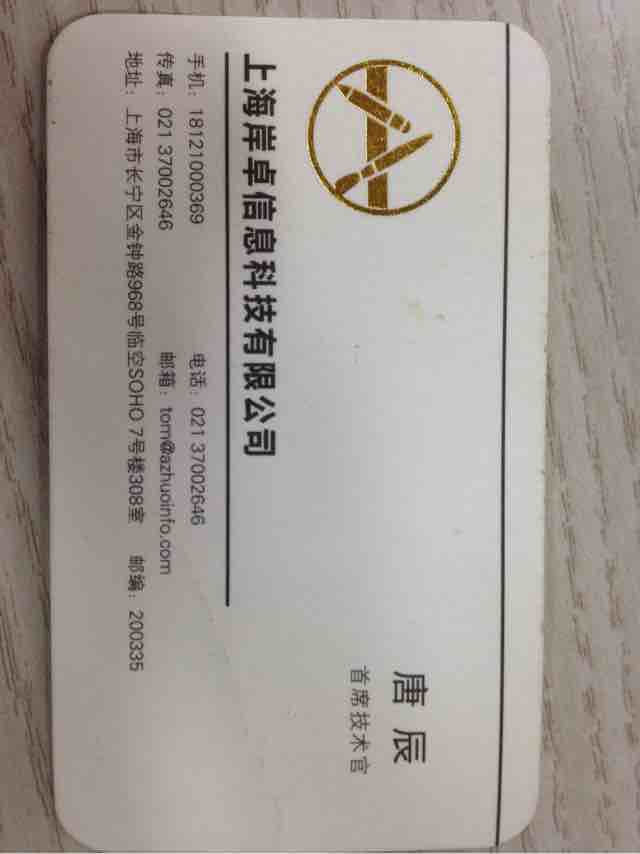 唐 辰
首席技术官
上海岸卓信息科技有限公司
手机：18121000369 电话：021 37002646
传真：021 37002646 邮箱：tom@azhuoinfo.com
地址：上海市长宁区金钟路968号临空SOHO 7号楼308室 邮编：200335